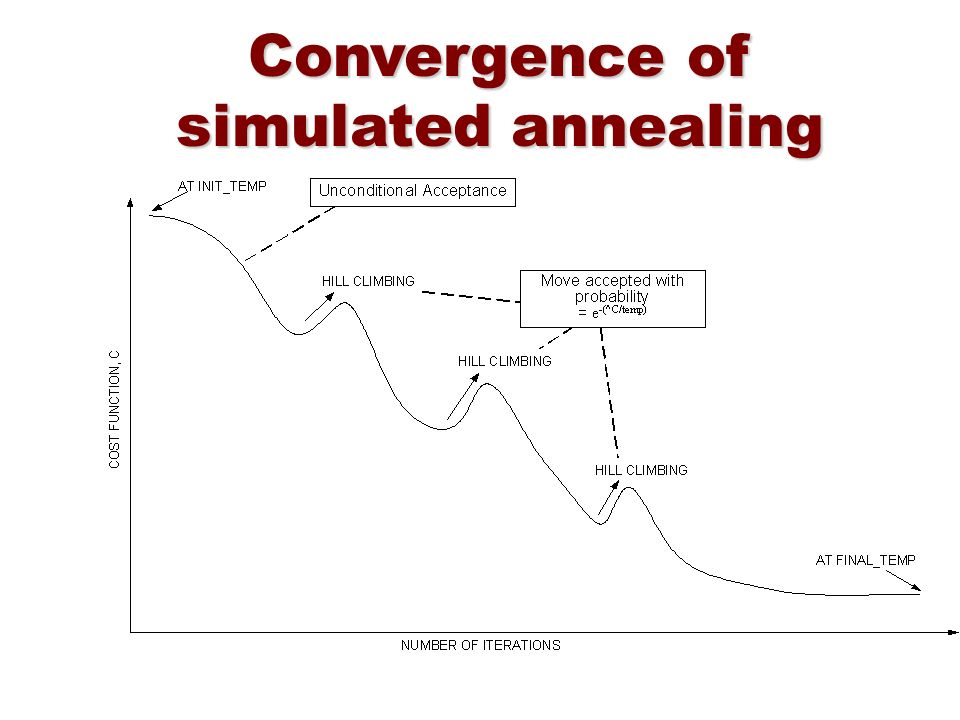 Convergence of
simulated annealing
AT INIT_TEMP
Unconditional Acceptance
HILL CLIMBING
Move accepted with
probability
= e-(^C/temp)
HILL CLIMBING
COST FUNCTION, C
HILL CLIMBING
AT FINAL_TEMP
NUMBER OF ITERATIONS